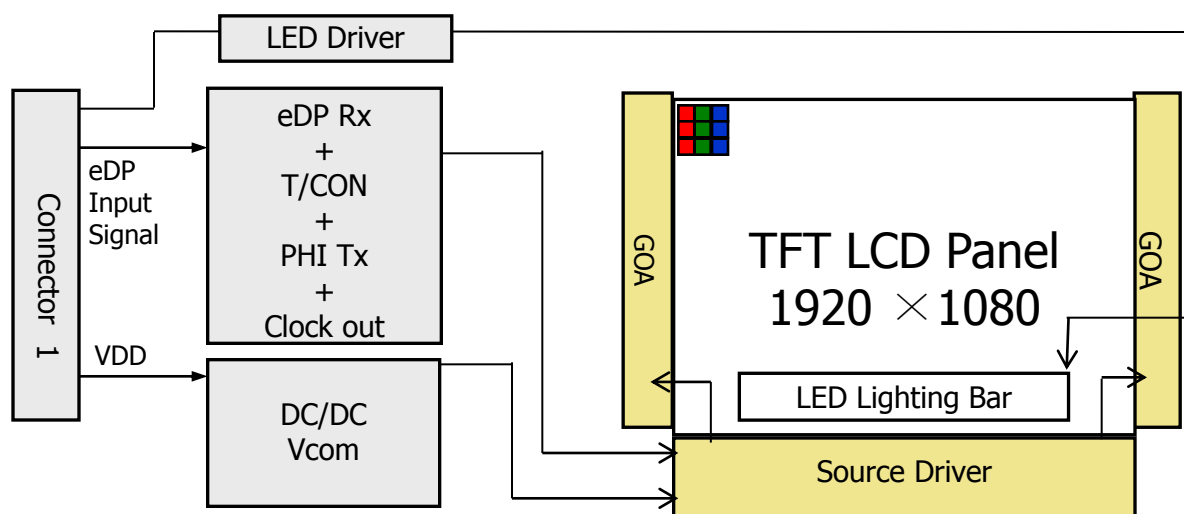 LED Driver
Connector 1
eDP
Input
Signal
VDD
eDP Rx
+
T/CON
+
PHI Tx
+
Clock out
DC/DC
Vcom
GOA
TFT LCD Panel
1920 ×1080
LED Lighting Bar
GOA
Source Driver